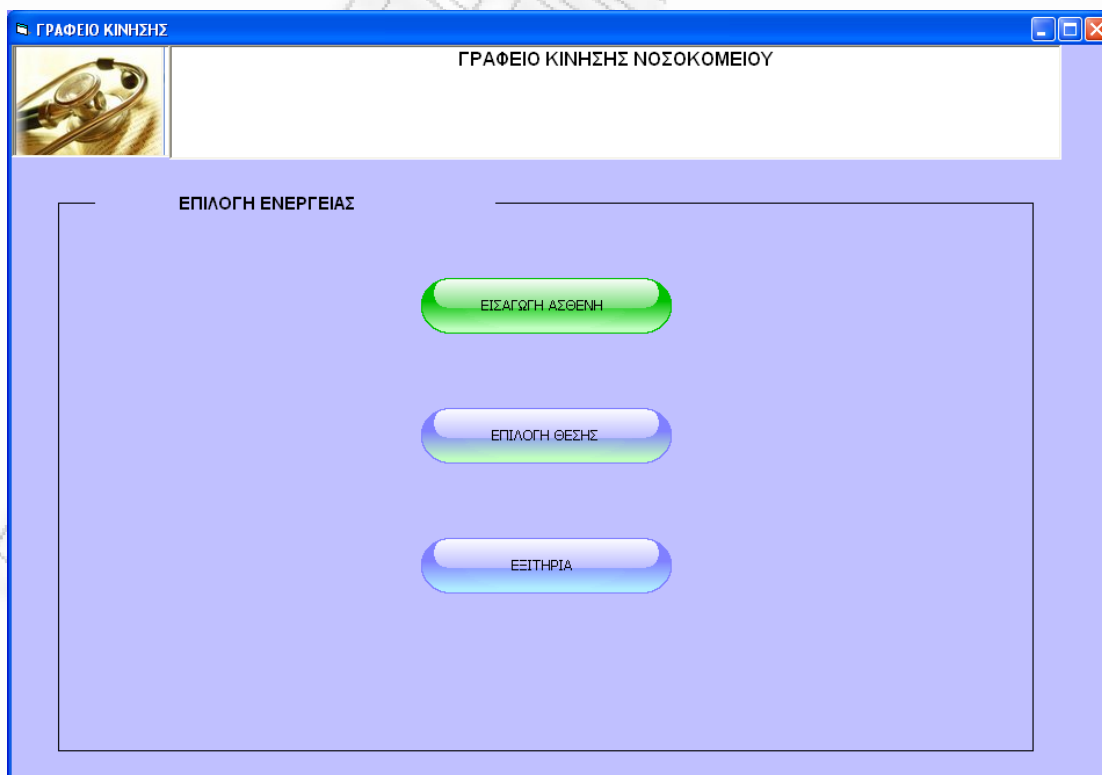 ΓΡΑΦΕΙΟ ΚΙΝΗΣΗΣ
ΓΡΑΦΕΙΟ ΚΙΝΗΣΗΣ ΝΟΣΟΚΟΜΕΙΟΥ
ΕΠΙΛΟΓΗ ΕΝΕΡΓΕΙΑΣ
ΕΙΣΑΓΩΓΗ ΑΣΘΕΝΗ
ΕΠΙΛΟΓΗ ΘΕΣΗΣ
ΕΞΙΤΗΡΙΑ